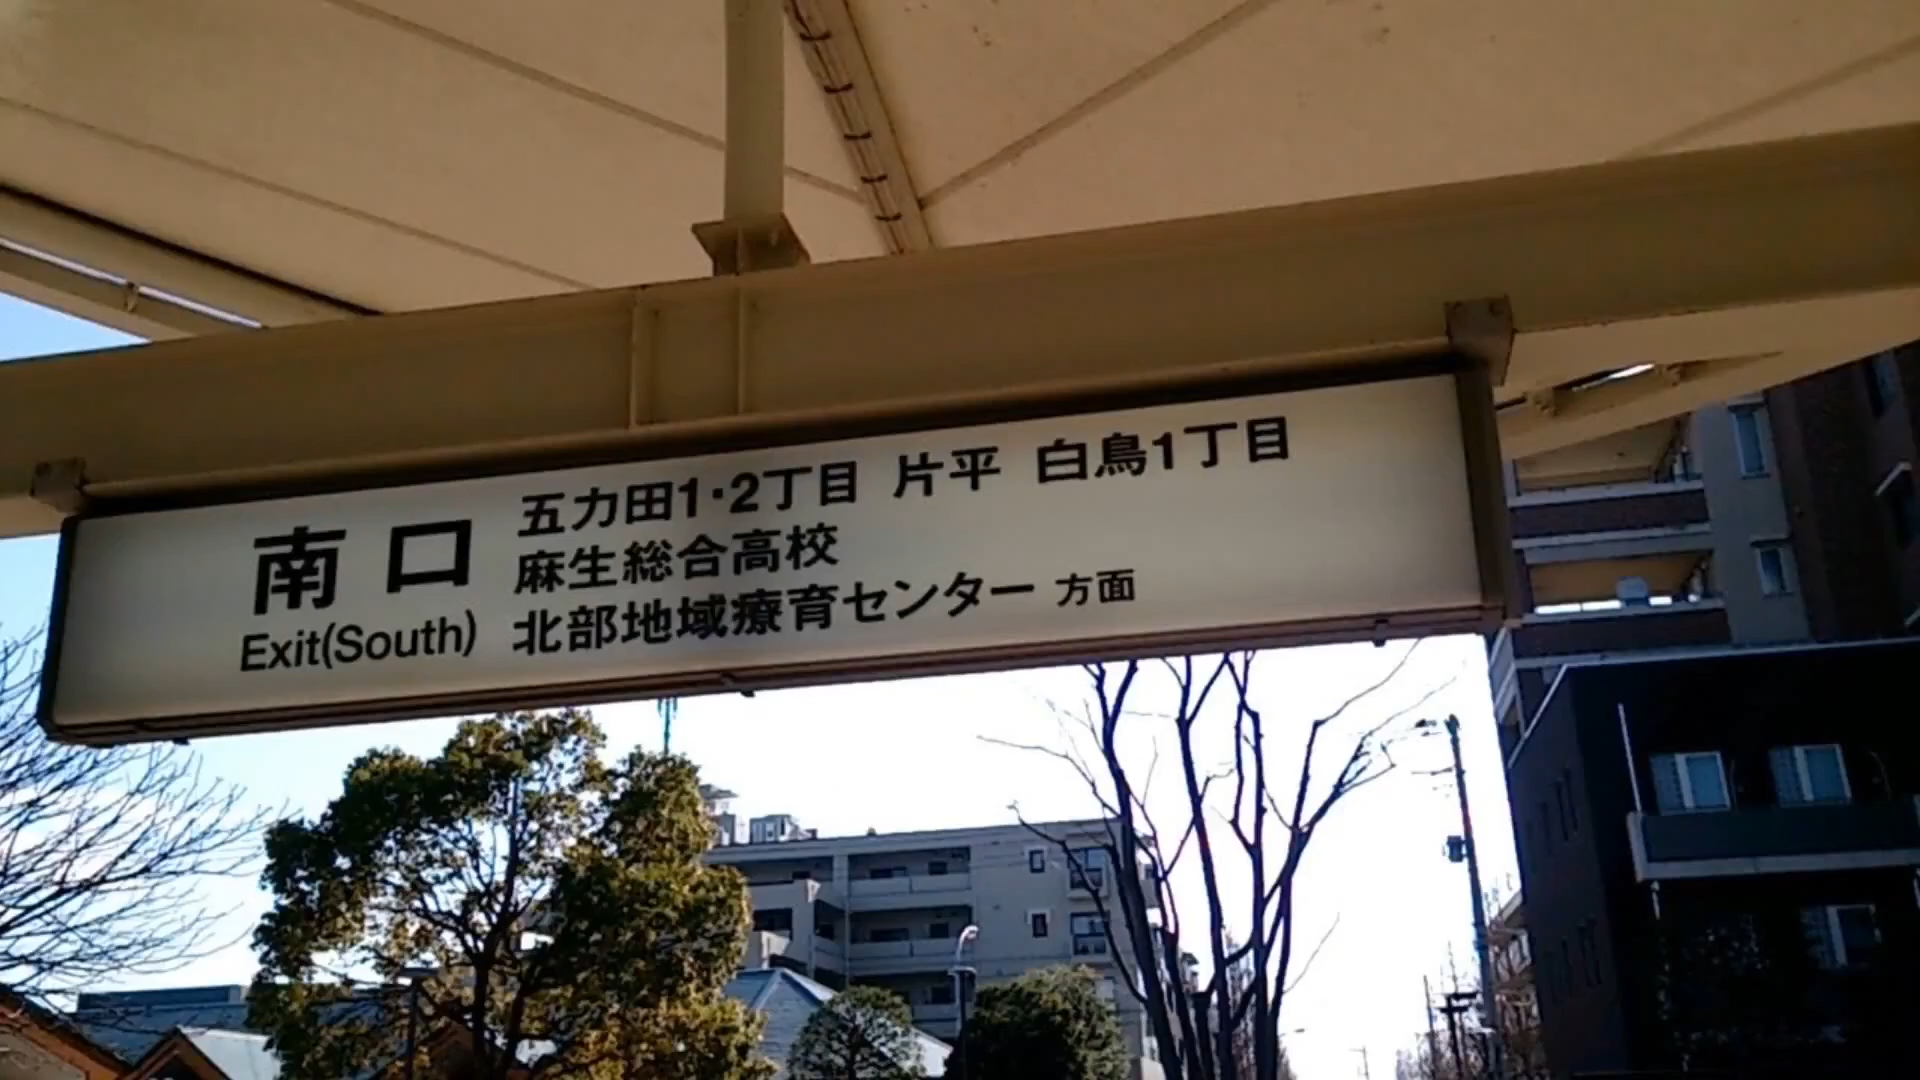 南口
Exit(South)
五力田1·2丁目 片平 白鳥1丁目
麻生総合高校
北部地域療育センター 方面